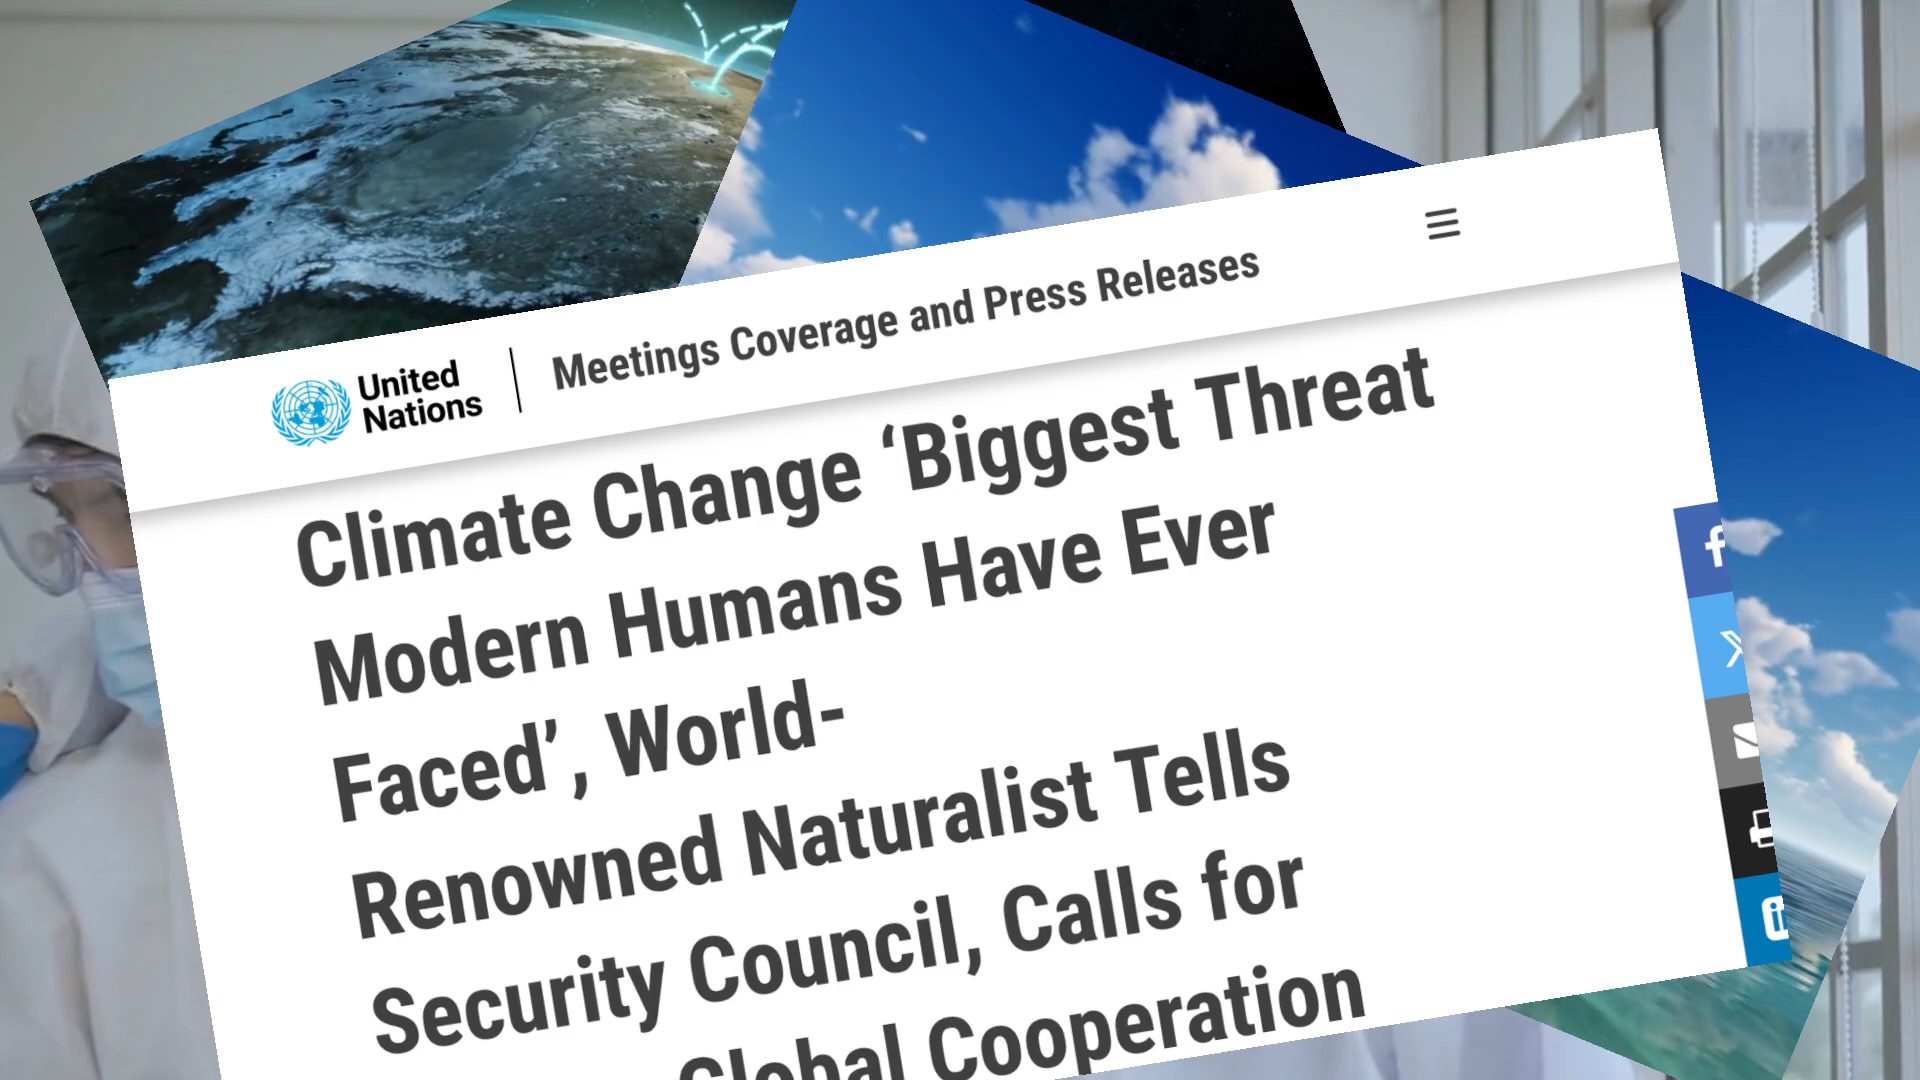 United
Nations
Meetings Coverage and Press Releases
Climate Change ‘Biggest Threat
Modern Humans Have Ever
Faced’, World-
Renowned Naturalist Tells
Security Council, Calls for
Global Cooperation